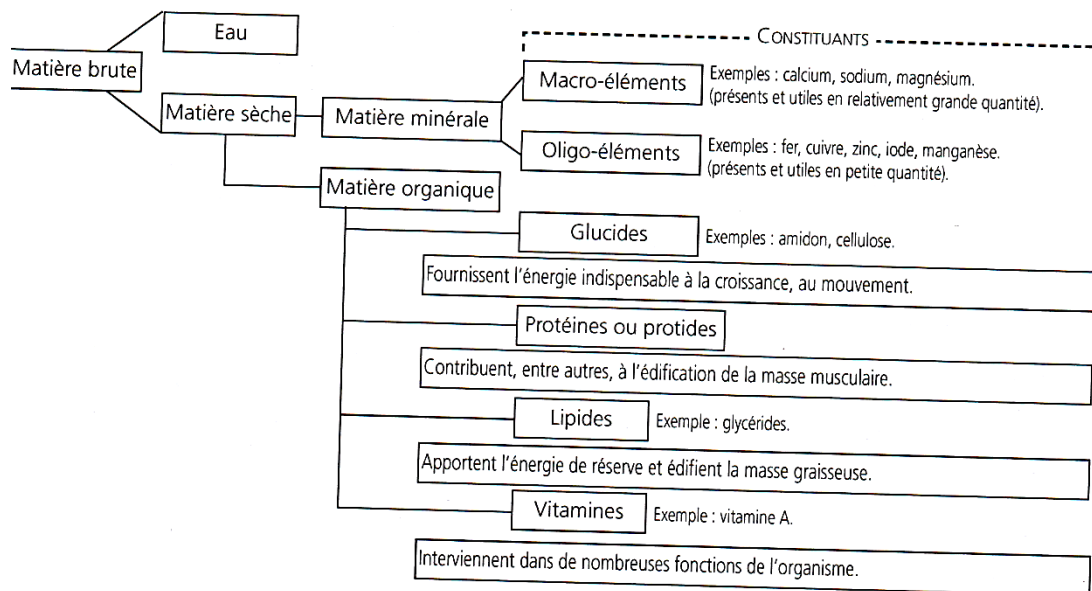 Eau
CONSTITUANTS
Matière brute
Macro-éléments
Exemples : calcium, sodium, magnésium.
(présents et utiles en relativement grande quantité).
Matière sèche
Matière minérale
Oligo-éléments
Exemples : fer, cuivre, zinc, iode, manganèse.
(présents et utiles en petite quantité).
Matière organique
Glucides
Exemples : amidon, cellulose.
Fournissent l'énergie indispensable à la croissance, au mouvement.
Protéines ou protides
Contribuent, entre autres, à l'édification de la masse musculaire.
Lipides
Exemple : glycérides.
Apportent l'énergie de réserve et édifient la masse graisseuse.
Vitamines
Exemple : vitamine A.
Interviennent dans de nombreuses fonctions de l'organisme.